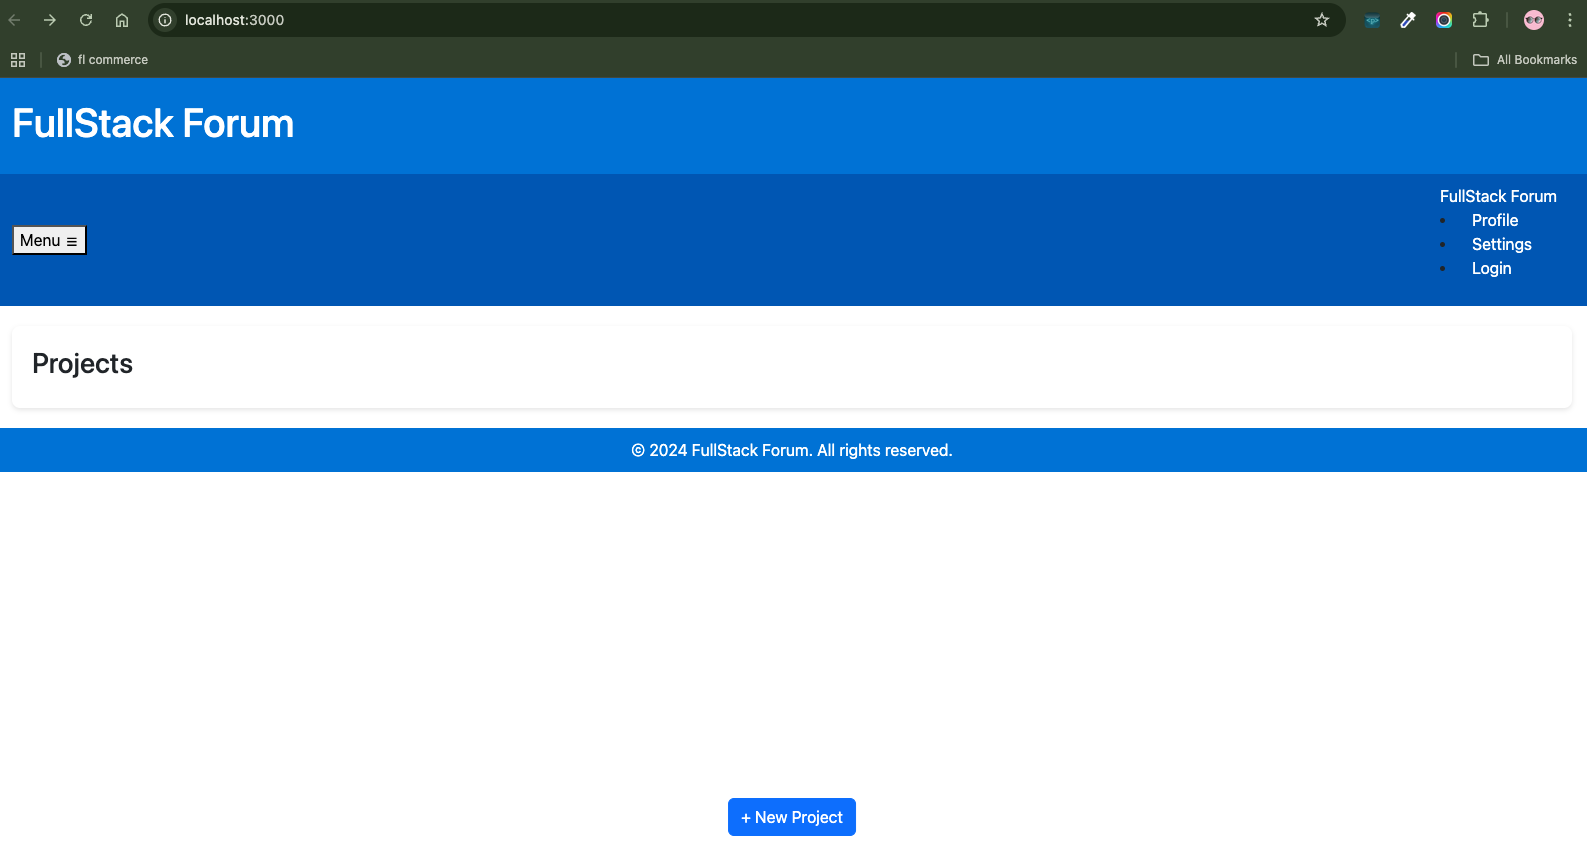 localhost:3000
fl commerce
All Bookmarks
FullStack Forum
Menu ≡
FullStack Forum
• Profile
• Settings
• Login
Projects
© 2024 FullStack Forum. All rights reserved.
+ New Project